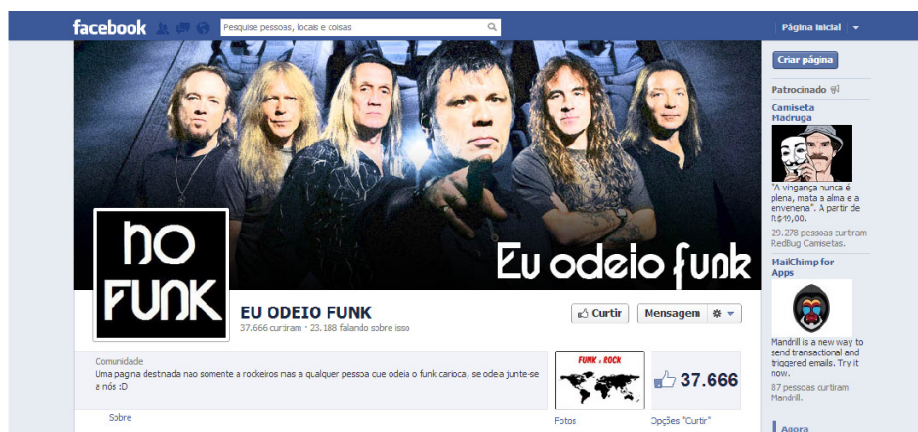 facebook
Pesquise pessoas, locais e coisas
Página inicial
Criar página
Patrocinado
Camiseta
Madruga
"A vingança nunca é
plena, mata a alma e a
envenena". A partir de
R$49,00.
29.278 pessoas curtiram
RedBug Camisetas.
MailChimp for
Apps
Mandrill is a new way to
send transactional and
triggered emails. Try it
now.
87 pessoas curtiram
Mandrill.
Agora
Eu odeio funk
NO
FUNK
EU ODEIO FUNK
37.666 curtiram · 23.188 falando sobre isso
Curtir
Mensagem
Comunidade
Uma pagina destinada nao somente a rockeiros mas a qualquer pessoa que odeia o funk carioca, se odeia junte-se
a nós :D
Sobre
FUNK x ROCK
Fotos
37.666
Opções "Curtir"